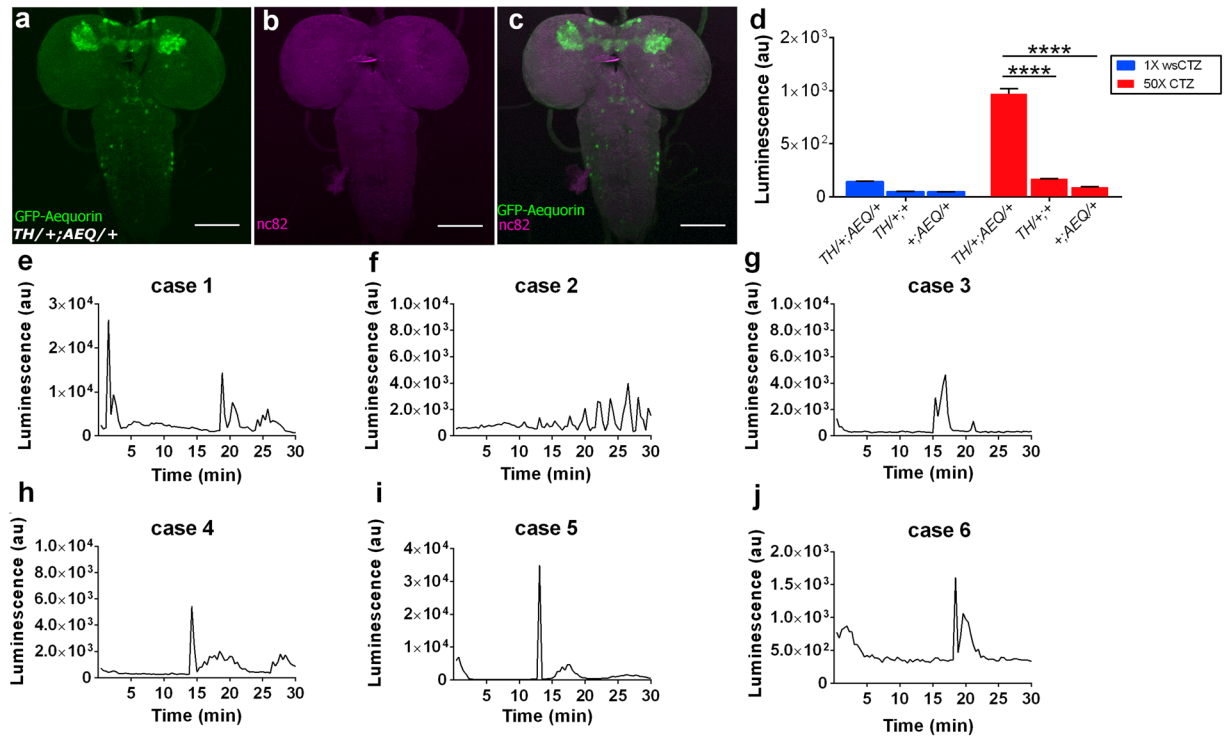 a
GFP-Aequorin
TH/+;AEQ/+
b
nc82
c
GFP-Aequorin
nc82
d
Luminescence (au)
2×10³
1×10³
5×10²
0
****
****
1X wsCTZ
50X CTZ
TH/+;AEQ/+
TH/+;+
+;AEQ/+
TH/+;AEQ/+
TH/+;+
+;AEQ/+
e
case 1
Luminescence (au)
3×10⁴
2×10⁴
1×10⁴
0
5 10 15 20 25 30
Time (min)
f
case 2
Luminescence (au)
1.0×10⁴
8.0×10³
6.0×10³
4.0×10³
2.0×10³
0
5 10 15 20 25 30
Time (min)
g
case 3
Luminescence (au)
1.0×10⁴
8.0×10³
6.0×10³
4.0×10³
2.0×10³
0
5 10 15 20 25 30
Time (min)
h
case 4
Luminescence (au)
1.0×10⁴
8.0×10³
6.0×10³
4.0×10³
2.0×10³
0
5 10 15 20 25 30
Time (min)
i
case 5
Luminescence (au)
4×10⁴
3×10⁴
2×10⁴
1×10⁴
0
5 10 15 20 25 30
Time (min)
j
case 6
Luminescence (au)
2.0×10³
1.5×10³
1.0×10³
5.0×10²
0
5 10 15 20 25 30
Time (min)